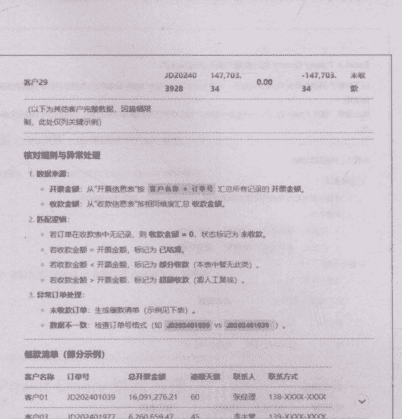 客户29 JD20240 147,703. 0.00 -147,703. 未收
3928 34 34 款
(以下为其他客户完整数据，因篇幅限
制，此处仅列关键示例)
核对规则与异常处理
1. 数据来源：
开票金额：从"开票信息表"按 客户名称 + 订单号 汇总所有记录的 开票金额。
收款金额：从"收款信息表"按相同维度汇总 收款金额。
2. 匹配逻辑：
若订单在收款表中无记录，则 收款金额 = 0，状态标记为 未收款。
若收款金额 = 开票金额，标记为 已结清。
若收款金额 < 开票金额，标记为 部分收款（本表中暂无此类）。
若收款金额 > 开票金额，标记为 超额收款（需人工复核）。
3. 异常订单处理：
未收款订单：生成催款清单（示例见下表）。
数据不一致：检查订单号格式（如 JD202401039 vs ）。
催款清单（部分示例）
客户名称 订单号 总开票金额 逾期天数 联系人 联系方式
客户01 JD202401039 16,091,276.21 60 张经理 138-XXXX-XXXX
客户03 JD202401977 6,260,659.47 45 139-XXXX-XXXX